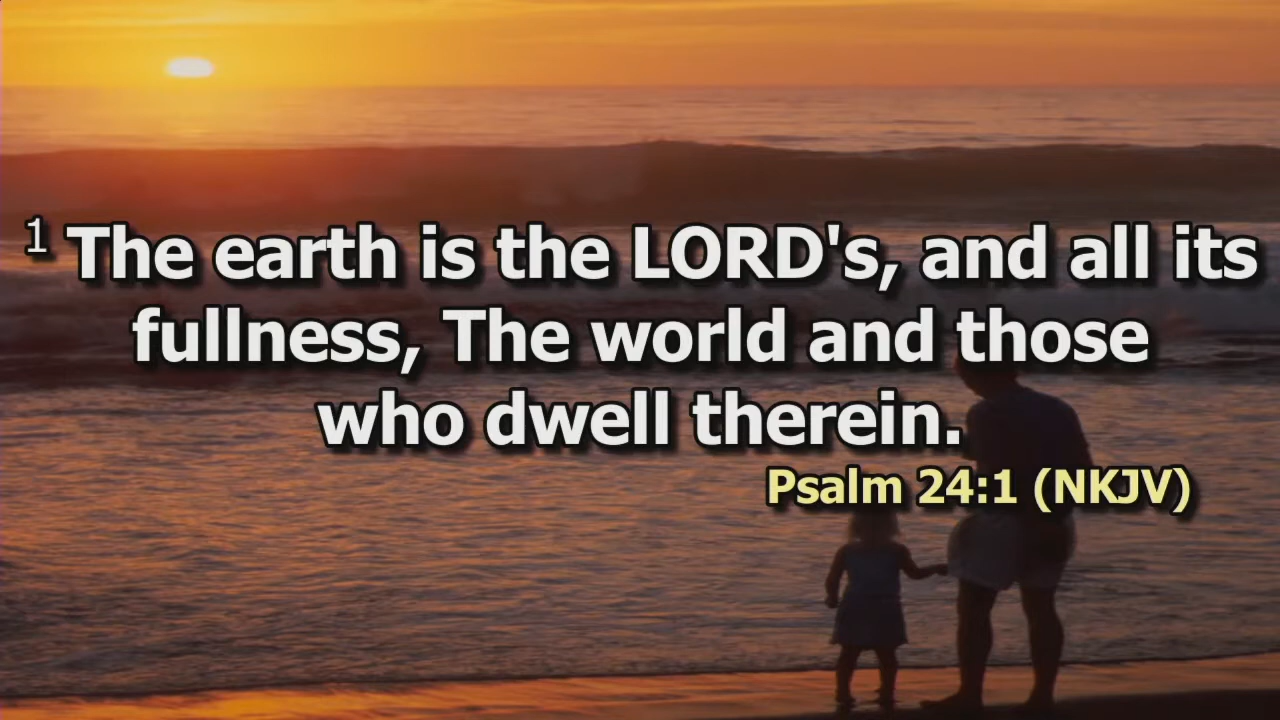 1 The earth is the LORD's, and all its
fullness, The world and those
who dwell therein.
Psalm 24:1 (NKJV)